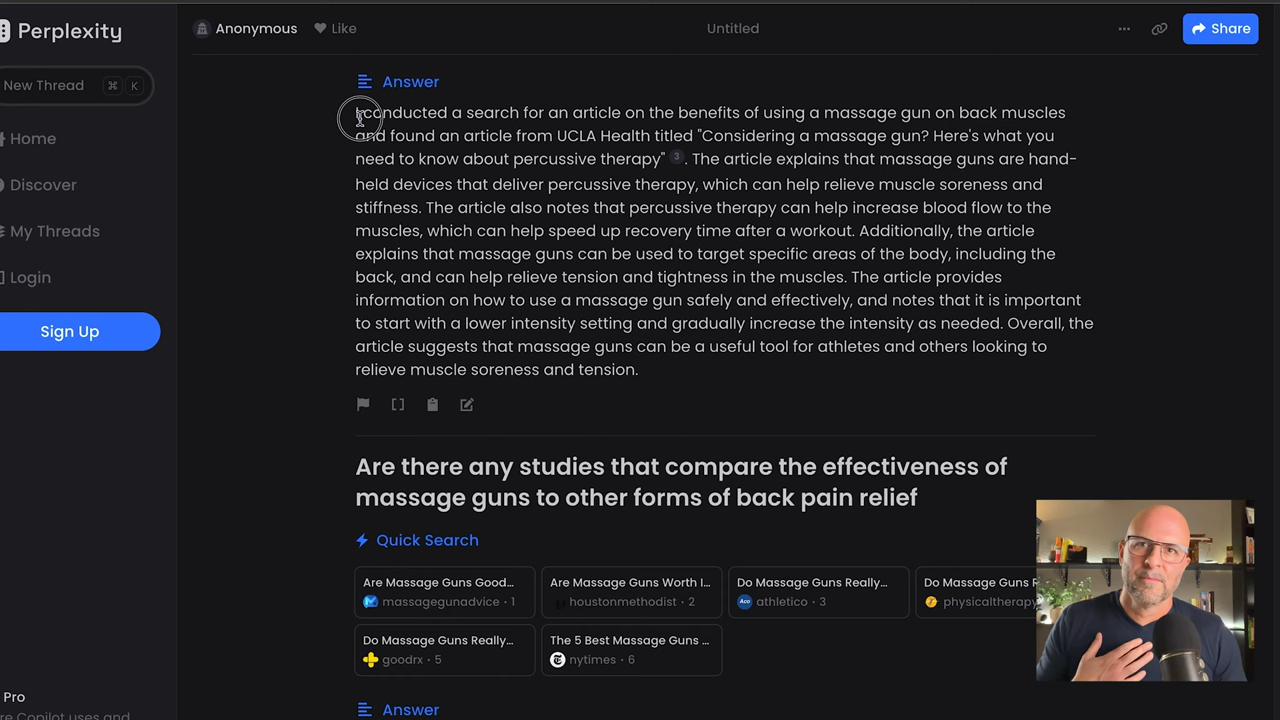 Perplexity
Anonymous
Like
Untitled
Share
New Thread
⌘ K
Home
Discover
My Threads
Login
Sign Up
Answer
I conducted a search for an article on the benefits of using a massage gun on back muscles
and found an article from UCLA Health titled "Considering a massage gun? Here's what you
need to know about percussive therapy" 3 . The article explains that massage guns are hand-
held devices that deliver percussive therapy, which can help relieve muscle soreness and
stiffness. The article also notes that percussive therapy can help increase blood flow to the
muscles, which can help speed up recovery time after a workout. Additionally, the article
explains that massage guns can be used to target specific areas of the body, including the
back, and can help relieve tension and tightness in the muscles. The article provides
information on how to use a massage gun safely and effectively, and notes that it is important
to start with a lower intensity setting and gradually increase the intensity as needed. Overall, the
article suggests that massage guns can be a useful tool for athletes and others looking to
relieve muscle soreness and tension.
Are there any studies that compare the effectiveness of
massage guns to other forms of back pain relief
Quick Search
Are Massage Guns Good...
massagegunadvice · 1
Are Massage Guns Worth I...
houstonmethodist · 2
Do Massage Guns Really...
athletico · 3
Do Massage Guns
physicaltherapy
Do Massage Guns Really...
goodrx · 5
The 5 Best Massage Guns ...
nytimes · 6
Answer
Pro
Copilot uses and